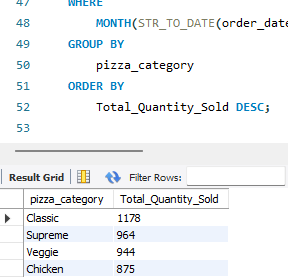 47 WHERE
48 MONTH(STR_TO_DATE(order_date
49 GROUP BY
50 pizza_category
51 ORDER BY
52 Total_Quantity_Sold DESC;
53
Result Grid Filter Rows:
pizza_category Total_Quantity_Sold
Classic 1178
Supreme 964
Veggie 944
Chicken 875